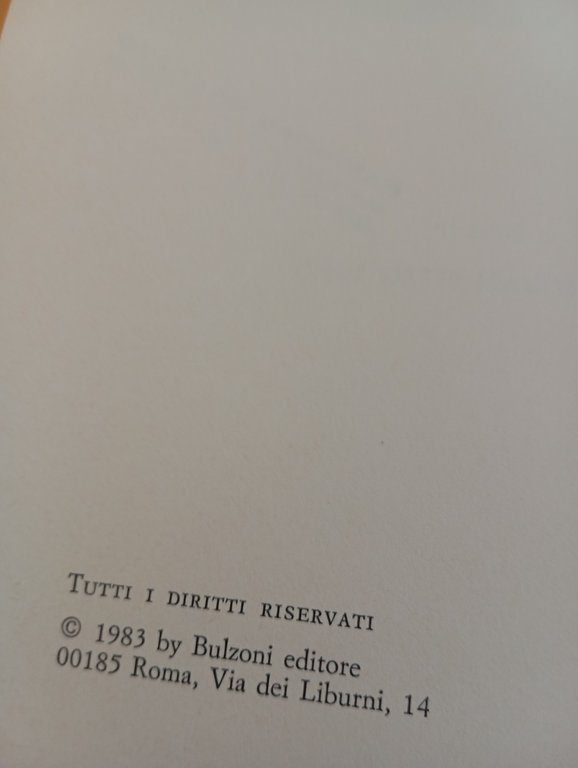 TUTTI I DIRITTI RISERVATI
© 1983 by Bulzoni editore
00185 Roma, Via dei Liburni, 14